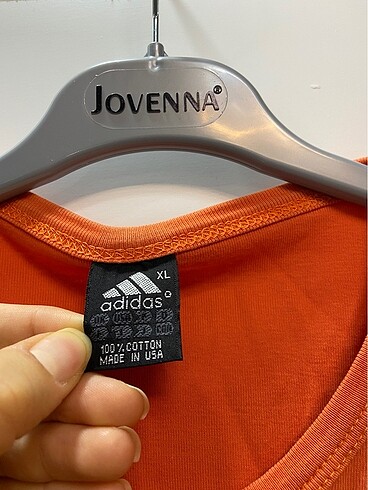 JOVENNA®
XL
adidas
100% COTTON
MADE IN USA